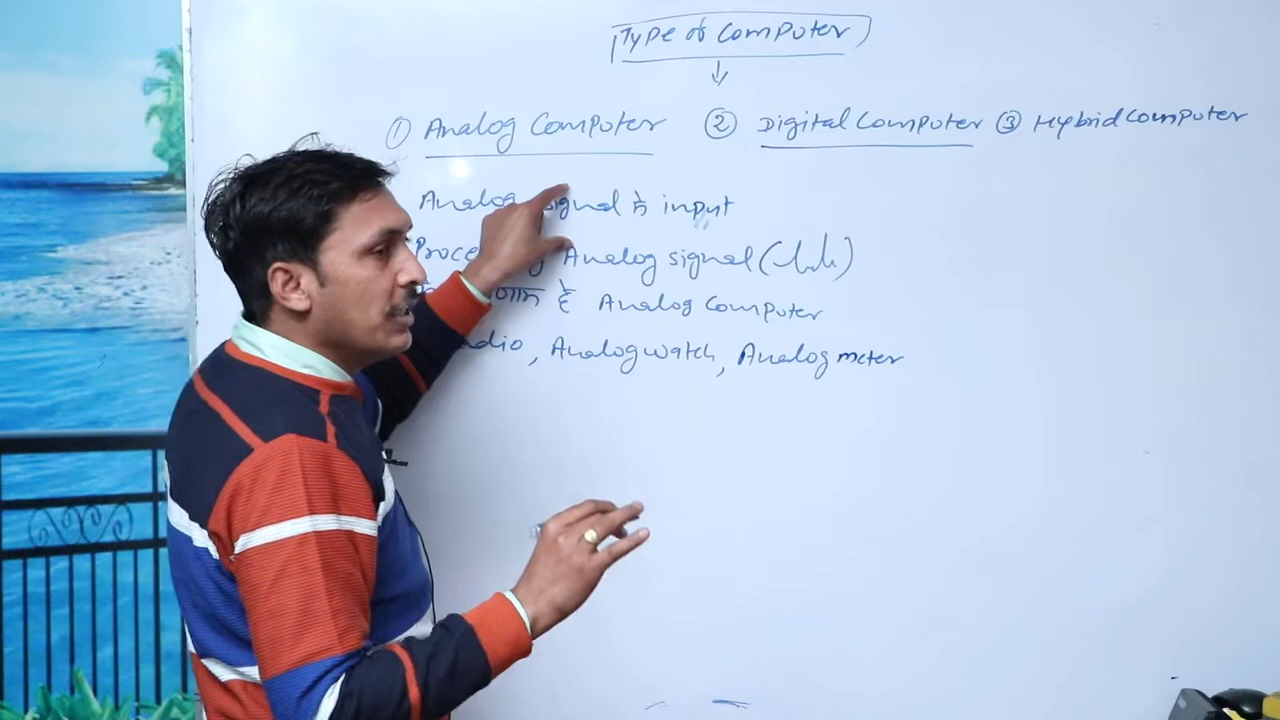 Type of Computer
① Analog Computer ② Digital Computer ③ Hybrid Computer
Analog signal में input
Analog signal
है Analog Computer
, Analog watch, Analog meter